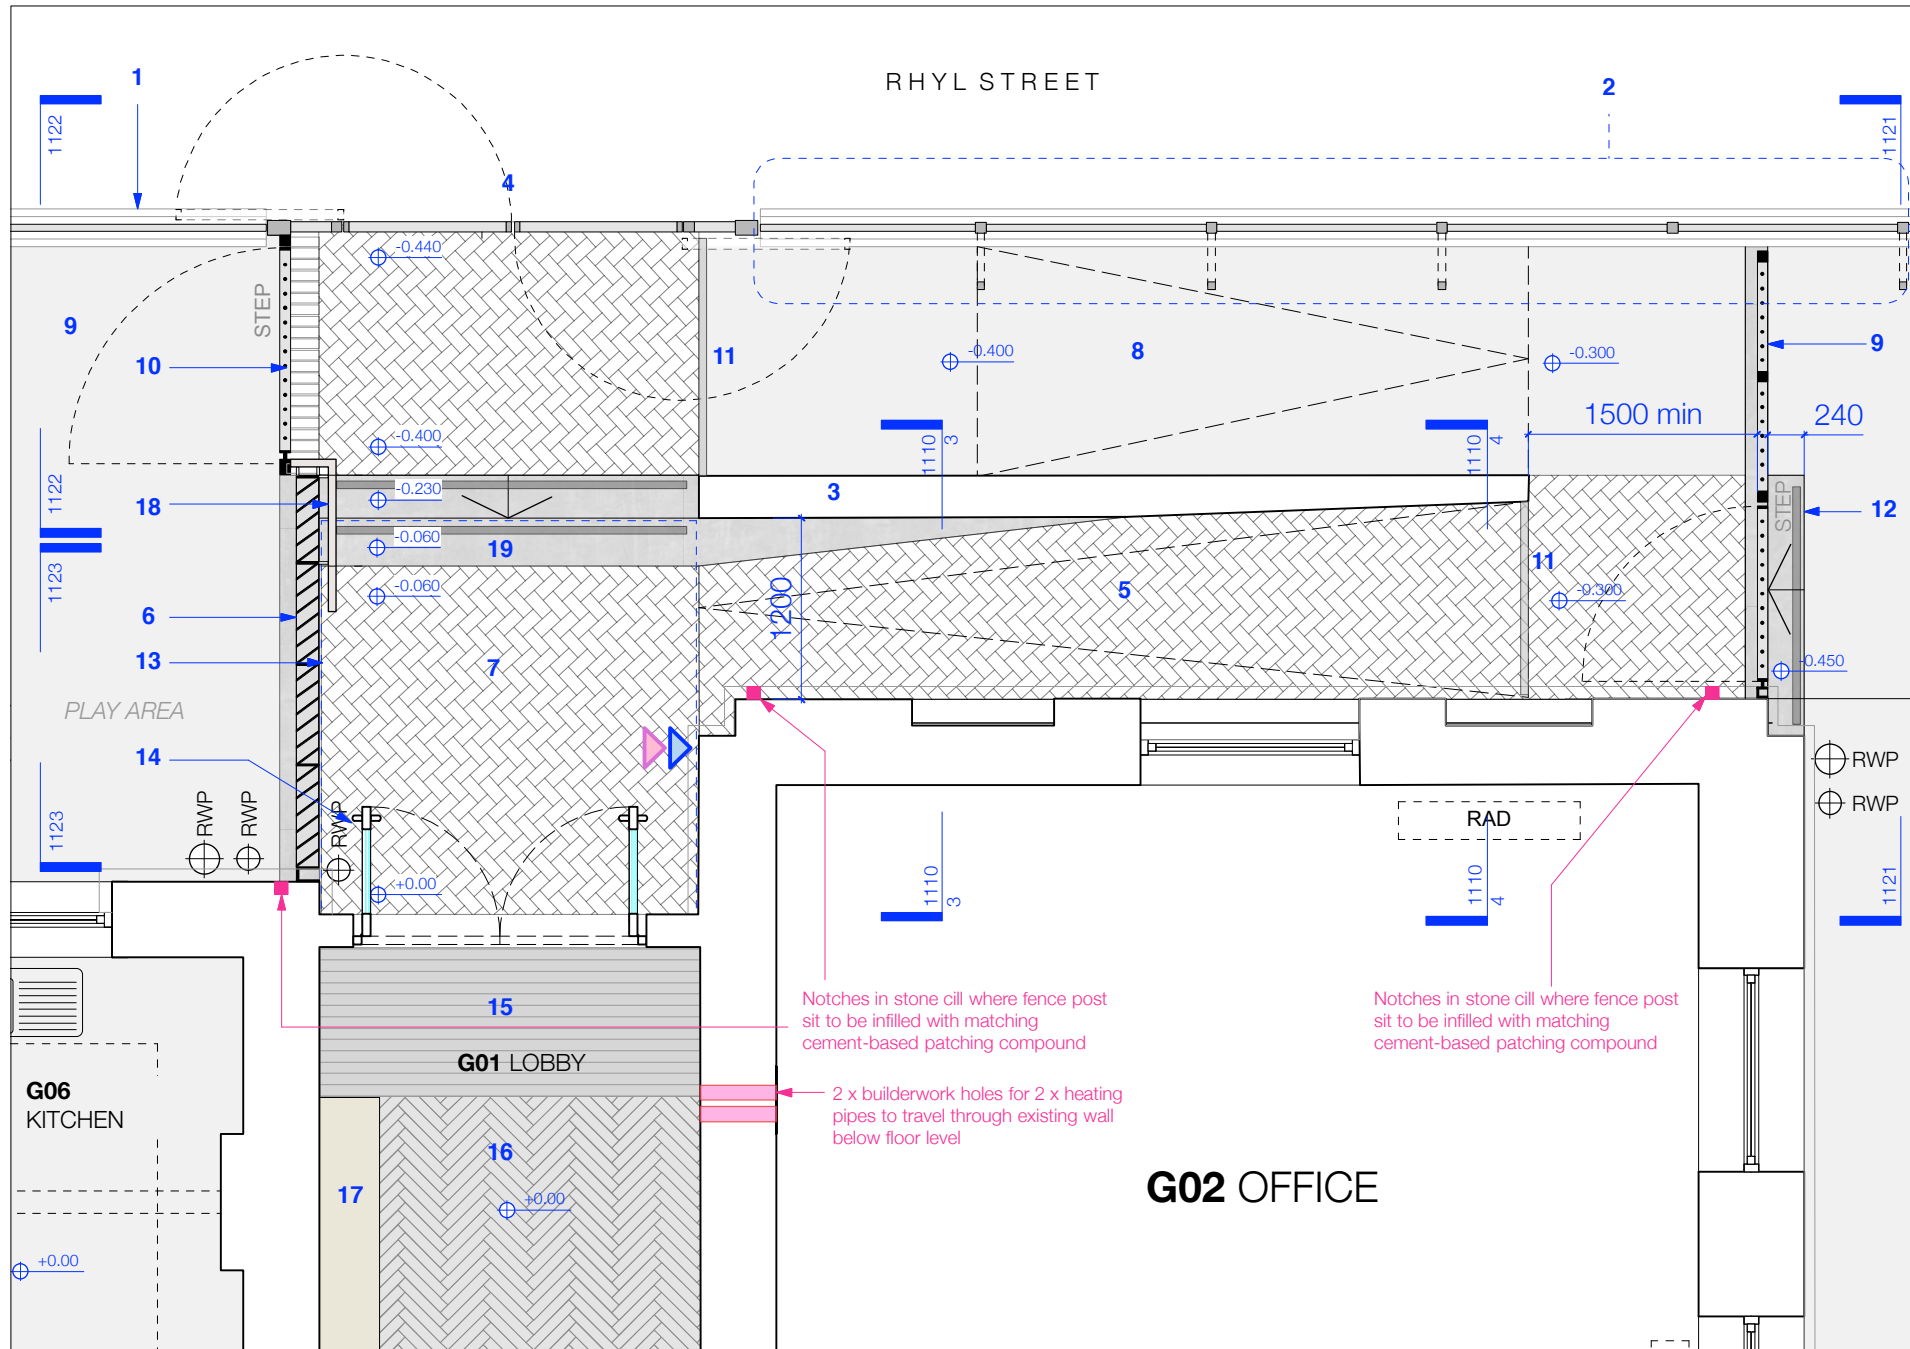 RHYL STREET
1
2
1122
1121
4
-0.440
STEP
9
10
11
-0.400
8
-0.300
9
1500 min
240
-0.400
1110
3
1110
4
1122
18
-0.230
3
STEP
12
-0.060
19
11
1123
-0.060
5
-0.300
1200
6
13
7
-0.450
PLAY AREA
14
RWP
RWP
RWP
RWP
RWP
RAD
1123
+0.00
1110
3
1110
4
1121
15
Notches in stone cill where fence post
sit to be infilled with matching
cement-based patching compound
Notches in stone cill where fence post
sit to be infilled with matching
cement-based patching compound
G01 LOBBY
G06
KITCHEN
2 x builderwork holes for 2 x heating
pipes to travel through existing wall
below floor level
16
17
+0.00
G02 OFFICE
+0.00